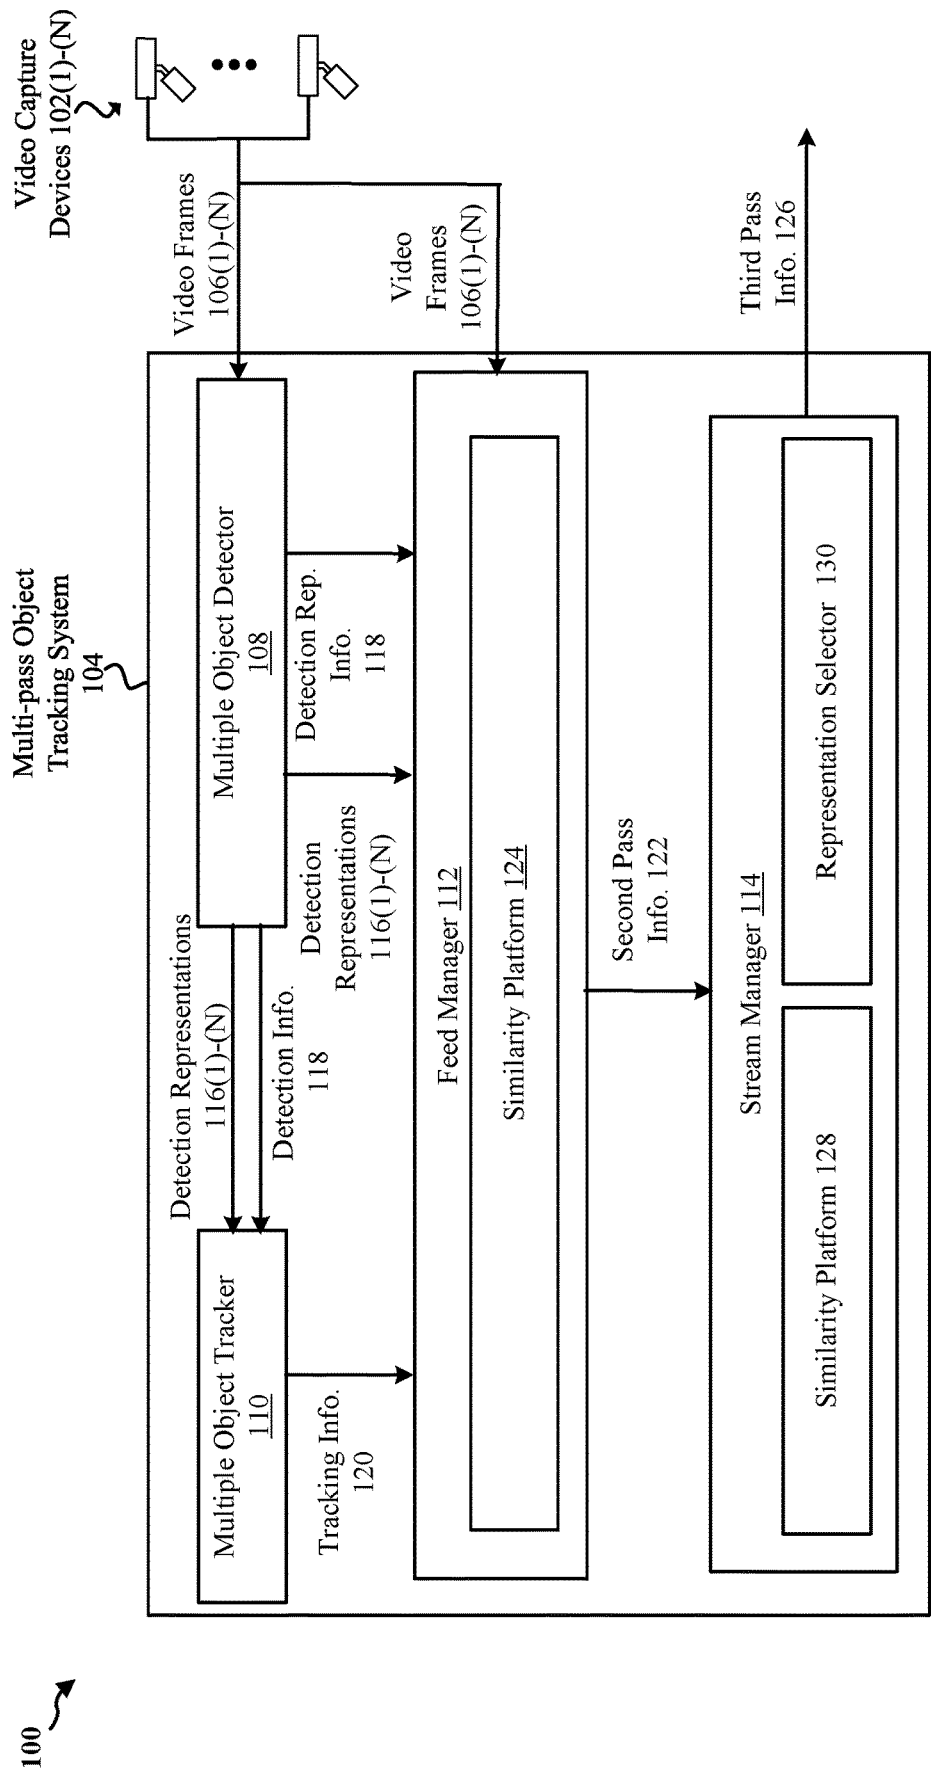 100
Multi-pass Object
Tracking System
104
Video Capture
Devices 102(1)-(N)
Video Frames
106(1)-(N)
Video
Frames
106(1)-(N)
Multiple Object Tracker
110
Detection Representations
116(1)-(N)
Detection Info.
118
Multiple Object Detector
108
Tracking Info.
120
Detection
Representations
116(1)-(N)
Detection Rep.
Info.
118
Feed Manager 112
Similarity Platform 124
Second Pass
Info. 122
Stream Manager 114
Similarity Platform 128
Representation Selector 130
Third Pass
Info. 126